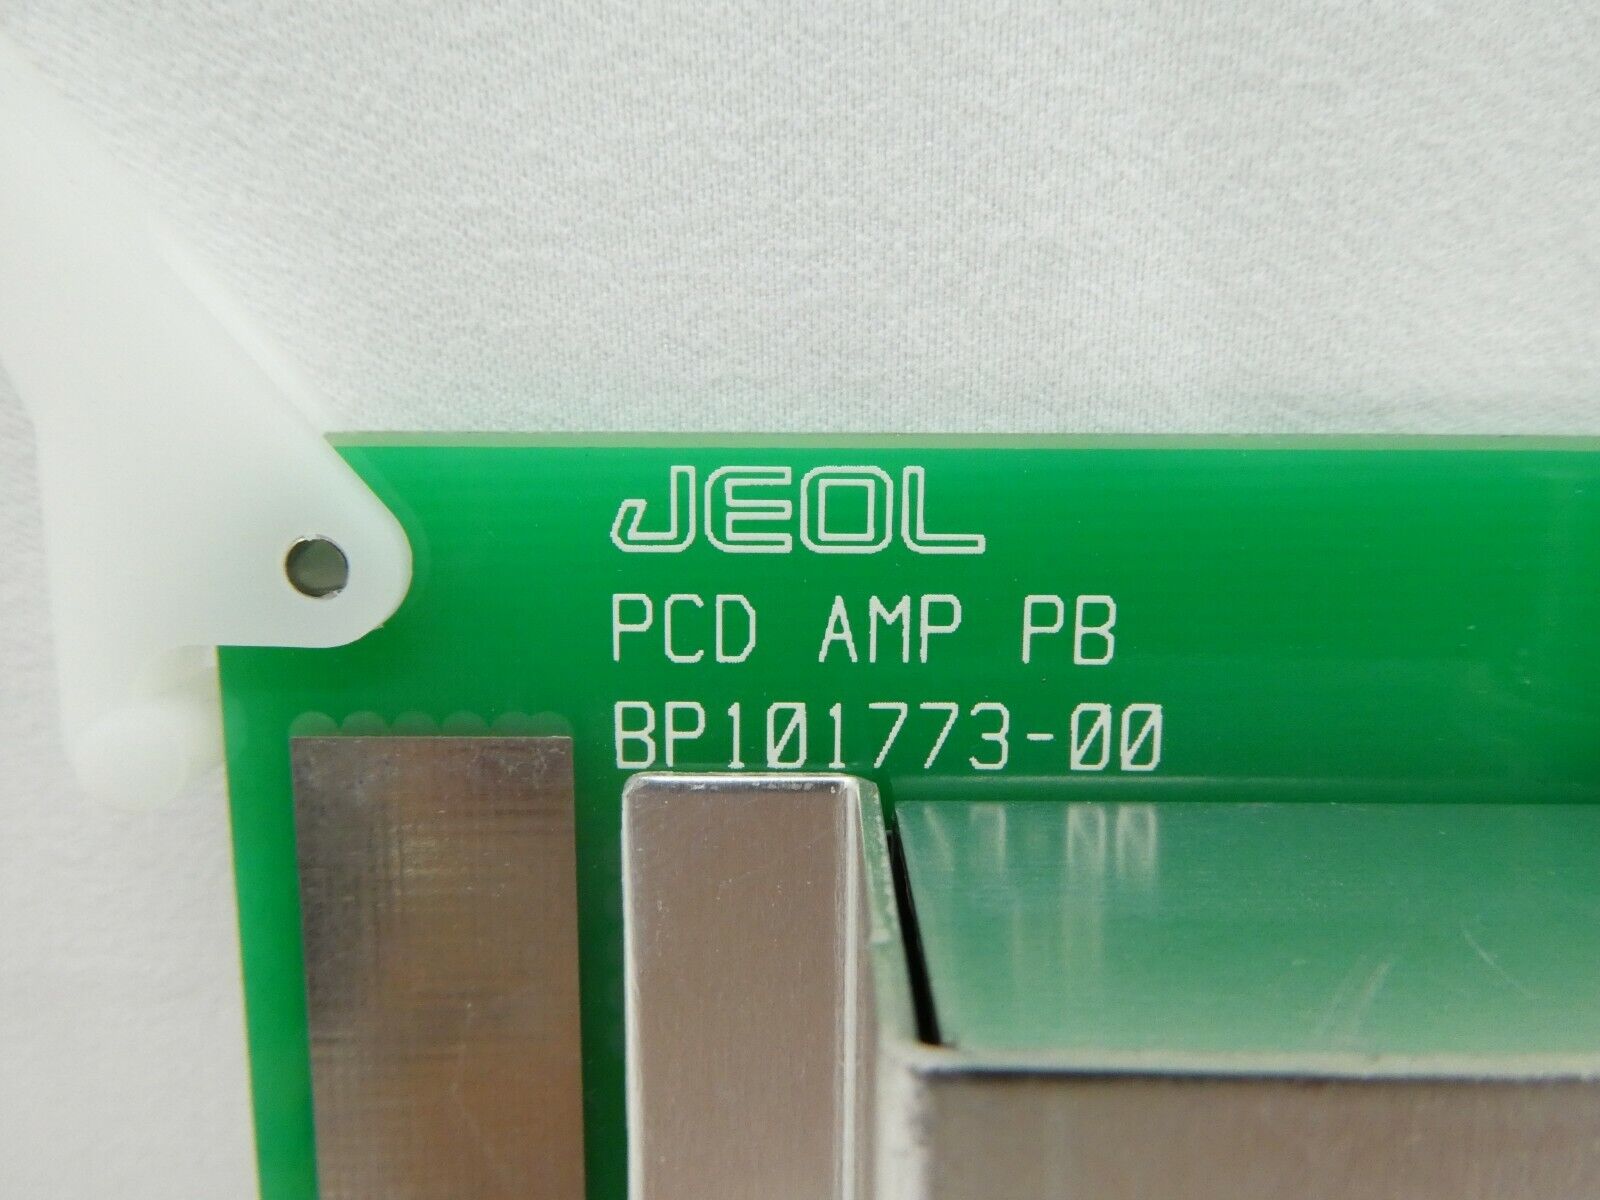 JEOL
PCD AMP PB
BP101773-00